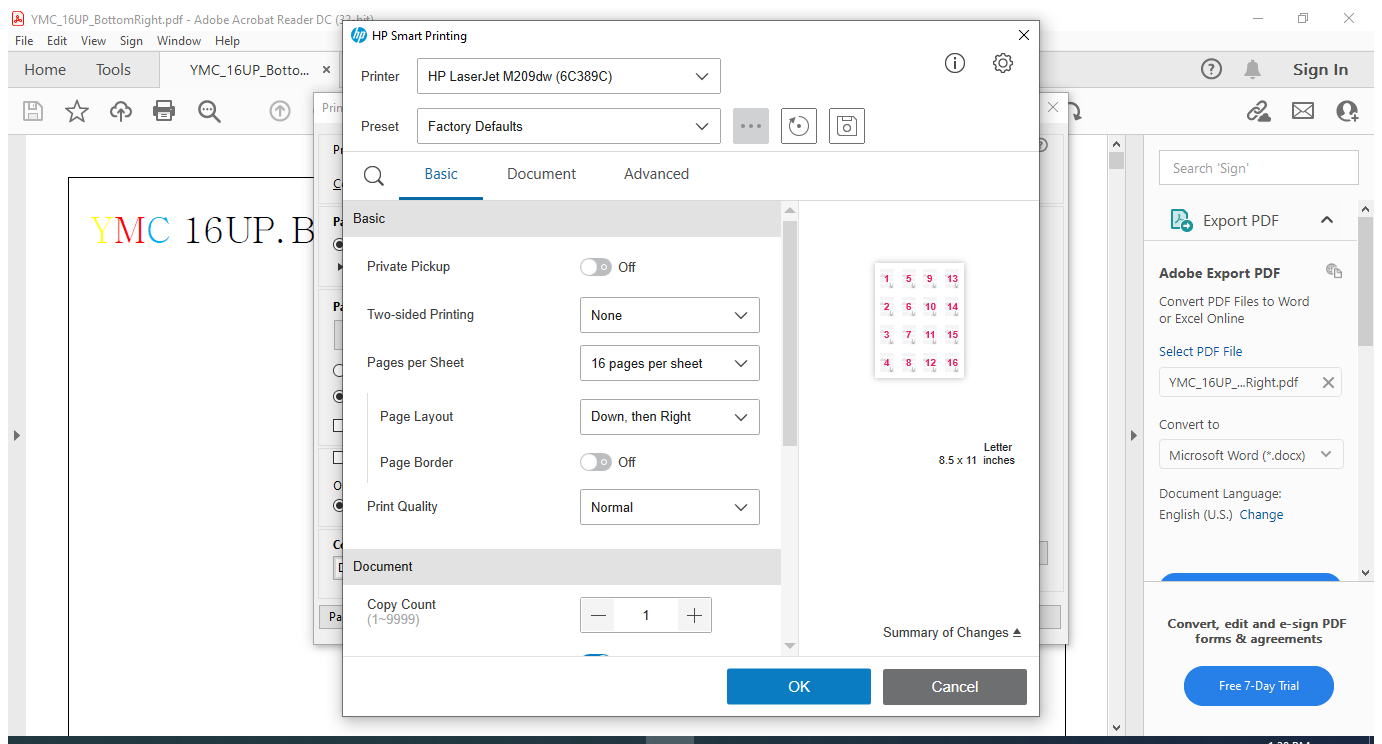 YMC_16UP_BottomRight.pdf - Adobe Acrobat Reader DC (32-bit)
File Edit View Sign Window Help
Home Tools YMC_16UP_Botto... × Sign In
YMC 16UP.B
HP Smart Printing
Printer HP LaserJet M209dw (6C389C)
Preset Factory Defaults
Basic Document Advanced
Basic
Private Pickup Off
Two-sided Printing None
Pages per Sheet 16 pages per sheet
Page Layout Down, then Right
Page Border Off
Print Quality Normal
Document
Copy Count 1
(1~9999)
1 5 9 13
2 6 10 14
3 7 11 15
4 8 12 16
Letter
8.5 x 11 inches
Summary of Changes
OK Cancel
Search 'Sign'
Export PDF
Adobe Export PDF
Convert PDF Files to Word
or Excel Online
Select PDF File
YMC_16UP_...Right.pdf
Convert to
Microsoft Word (*.docx)
Document Language:
English (U.S.) Change
Convert, edit and e-sign PDF
forms & agreements
Free 7-Day Trial